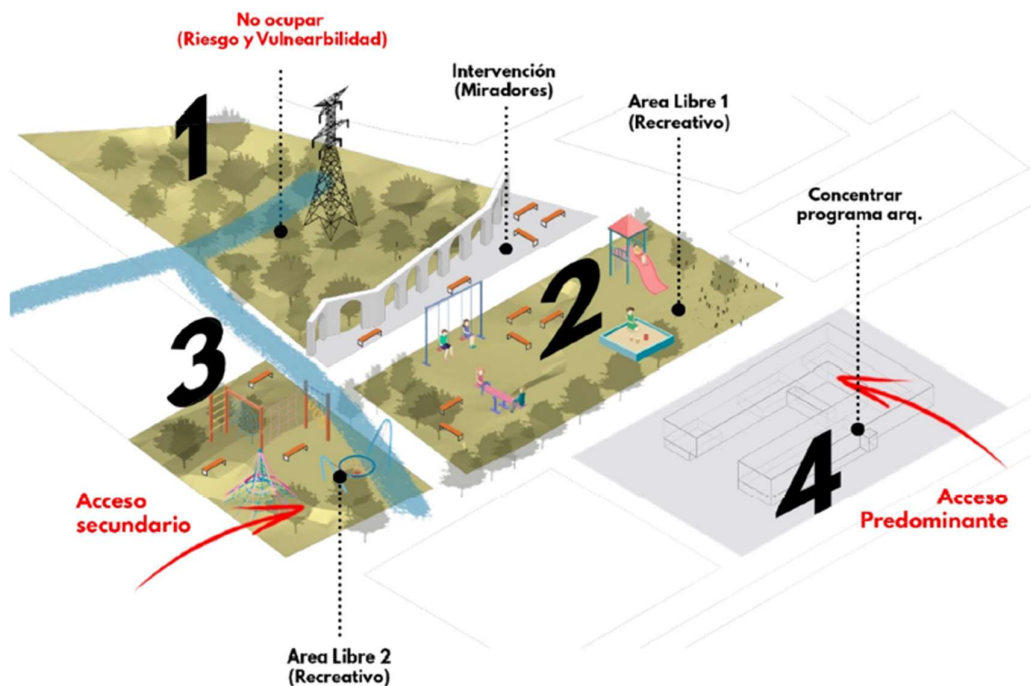 No ocupar
(Riesgo y Vulnearbilidad)
Intervención
(Miradores)
Area Libre 1
(Recreativo)
Concentrar
programa arq.
1
2
3
4
Acceso
secundario
Acceso
Predominante
Area Libre 2
(Recreativo)